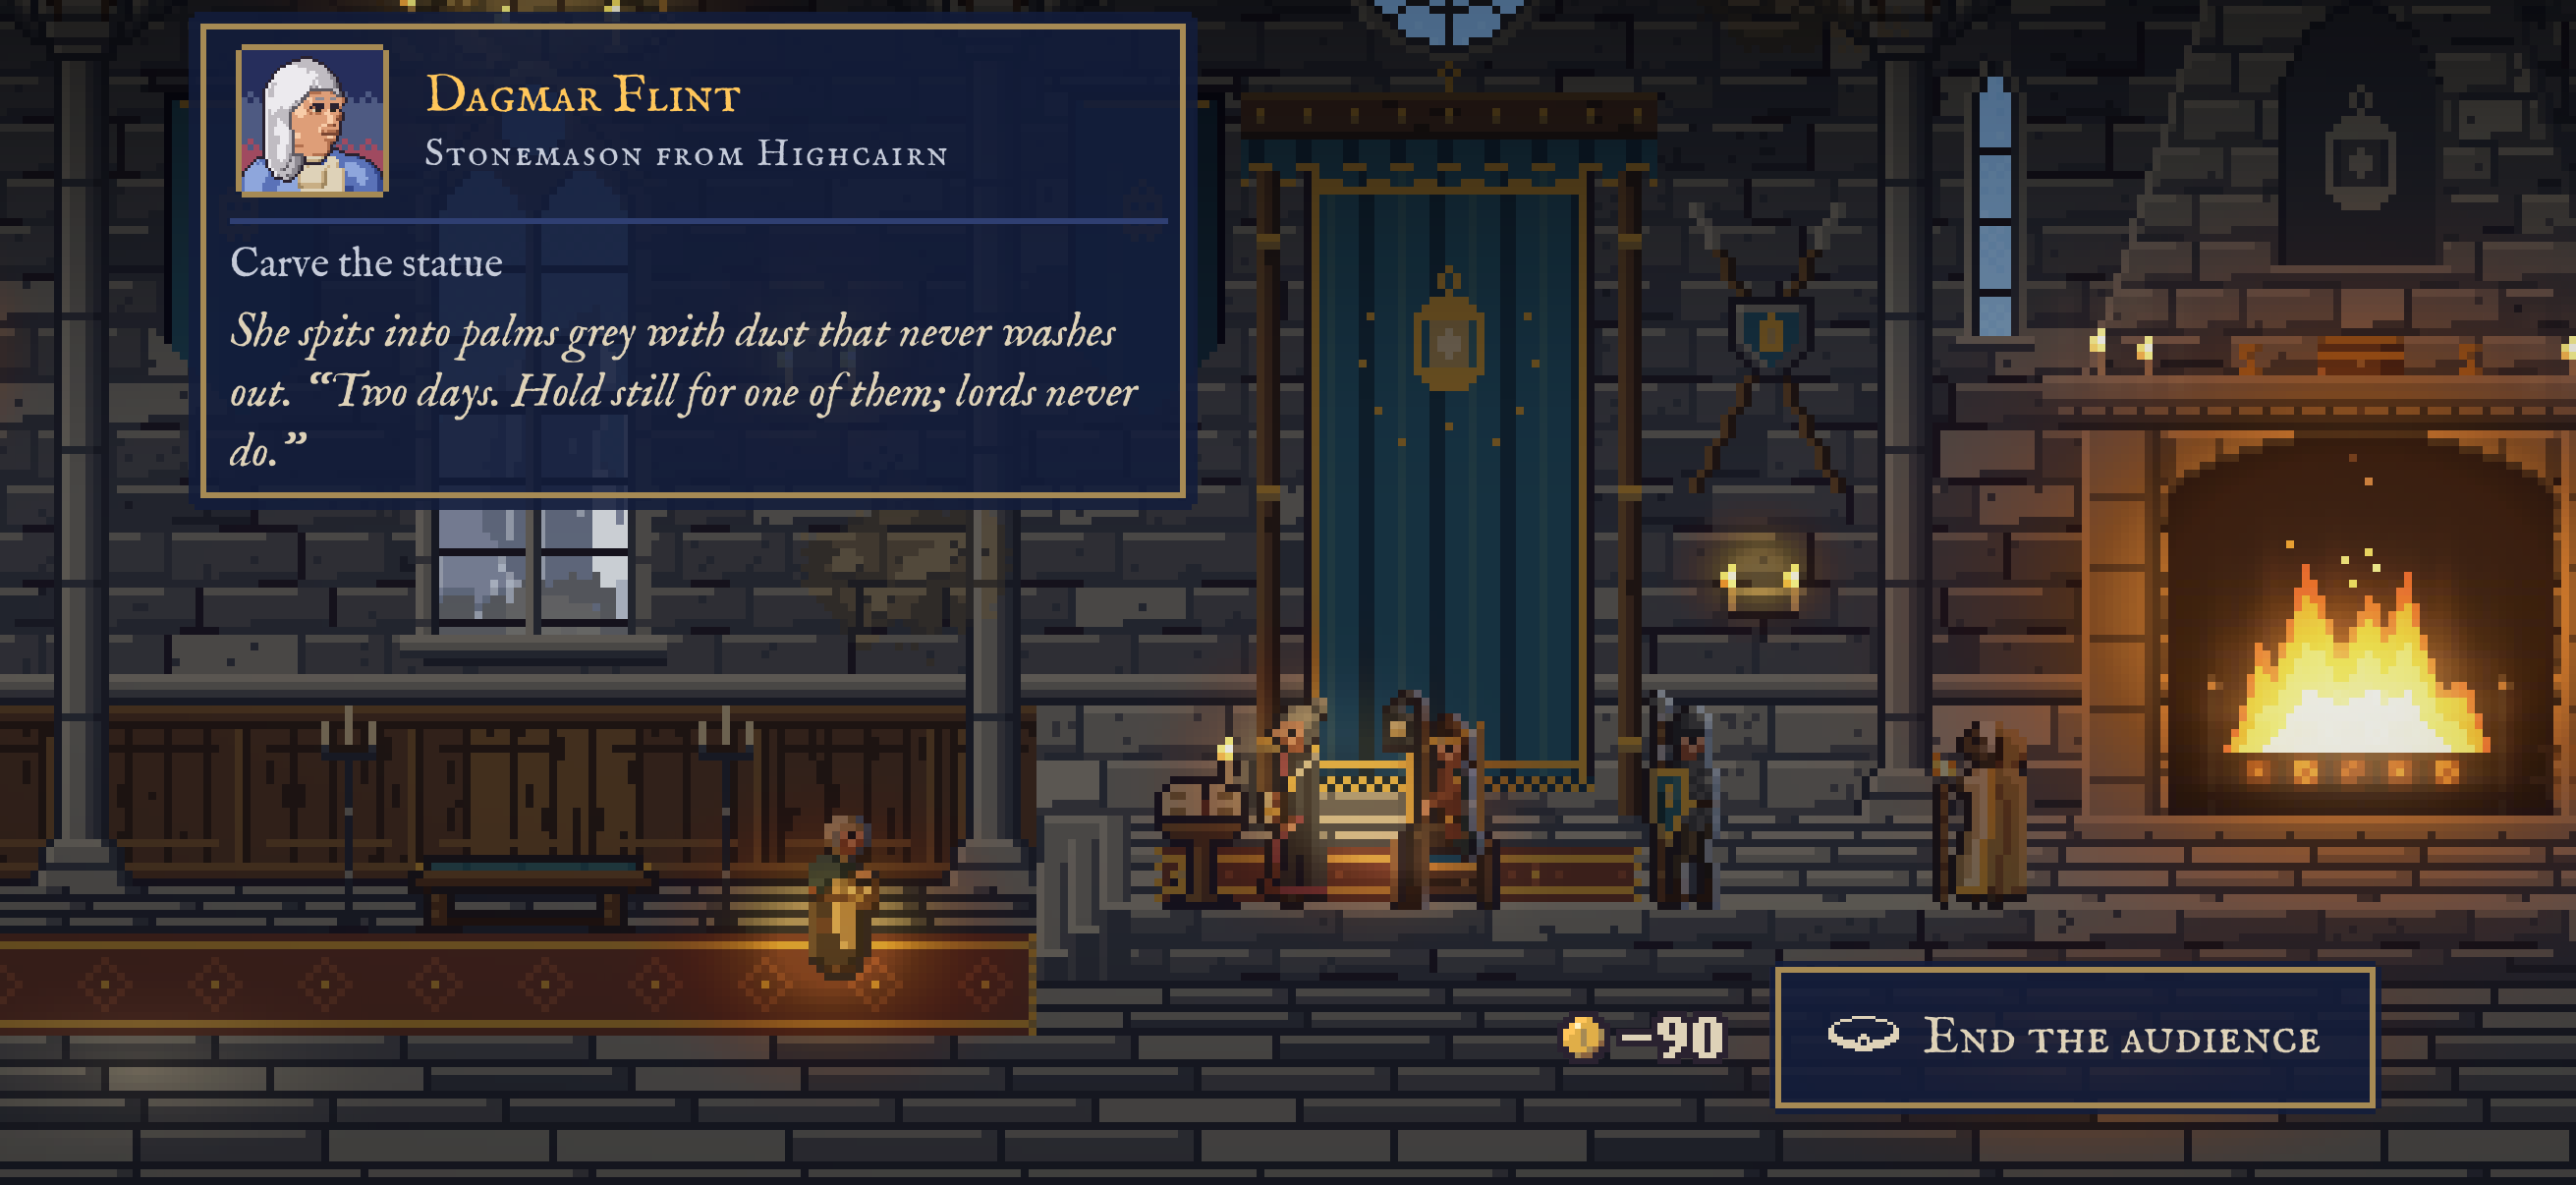 Dagmar Flint
Stonemason from Highcairn
Carve the statue
She spits into palms grey with dust that never washes
out. “Two days. Hold still for one of them; lords never
do.”
–90
End the audience